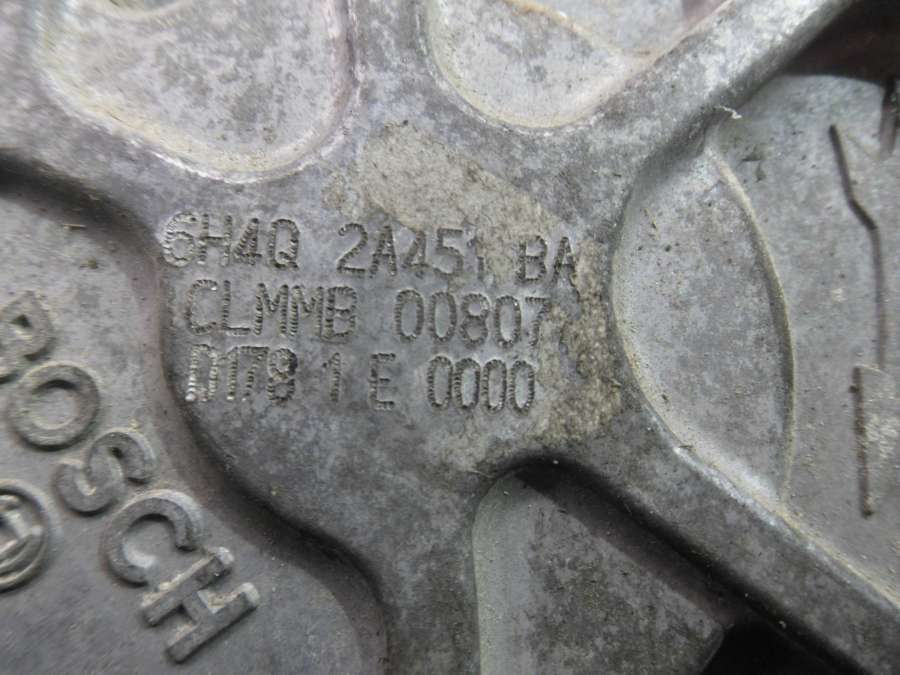 6H4Q 2A451 BA
CLMMB 00807
D178 1 E 0000
BOSCH